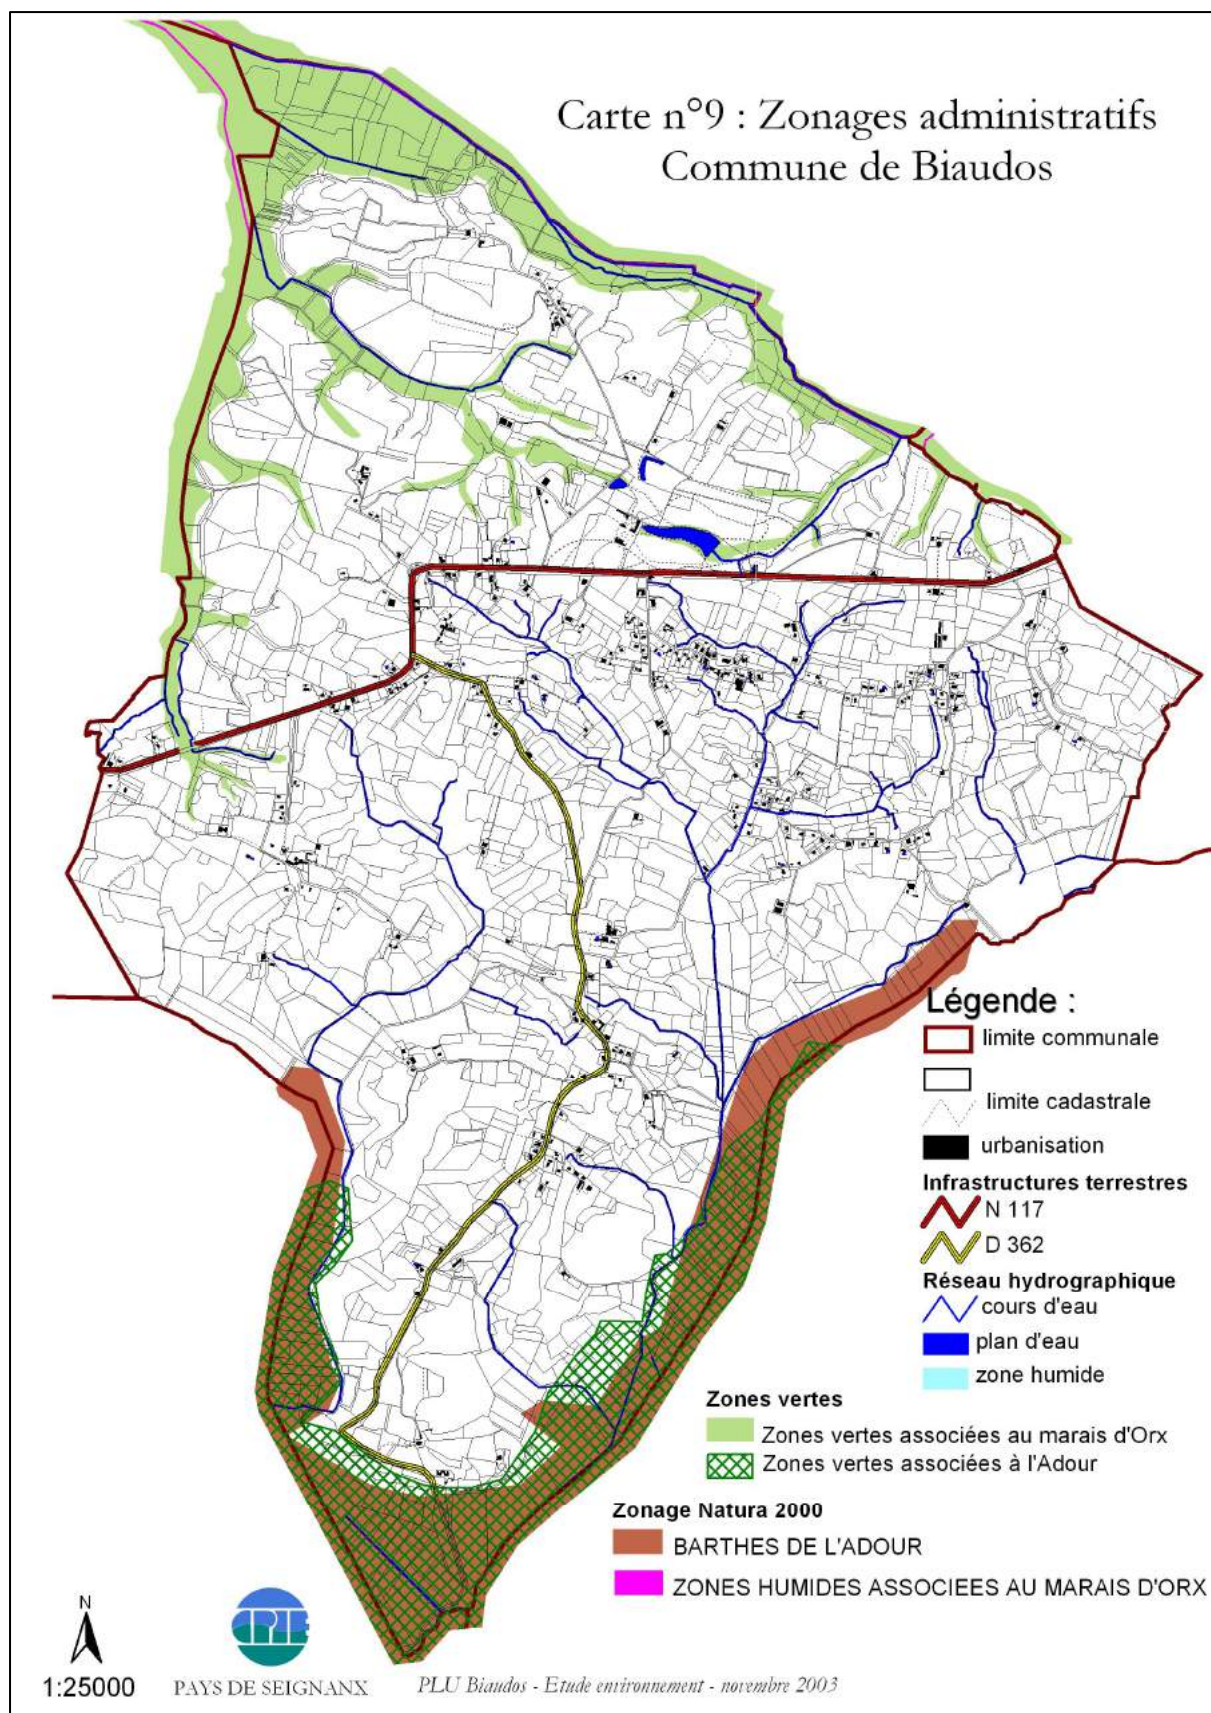 Carte n°9 : Zonages administratifs
Commune de Biaudos
Légende :
limite communale
limite cadastrale
urbanisation
Infrastructures terrestres
N 117
D 362
Réseau hydrographique
cours d'eau
plan d'eau
zone humide
Zones vertes
Zones vertes associées au marais d'Orx
Zones vertes associées à l'Adour
Zonage Natura 2000
BARTHES DE L'ADOUR
ZONES HUMIDES ASSOCIEES AU MARAIS D'ORX
N
1:25000
CPIE
PAYS DE SEIGNANX
PLU Biaudos - Etude environnement - novembre 2003